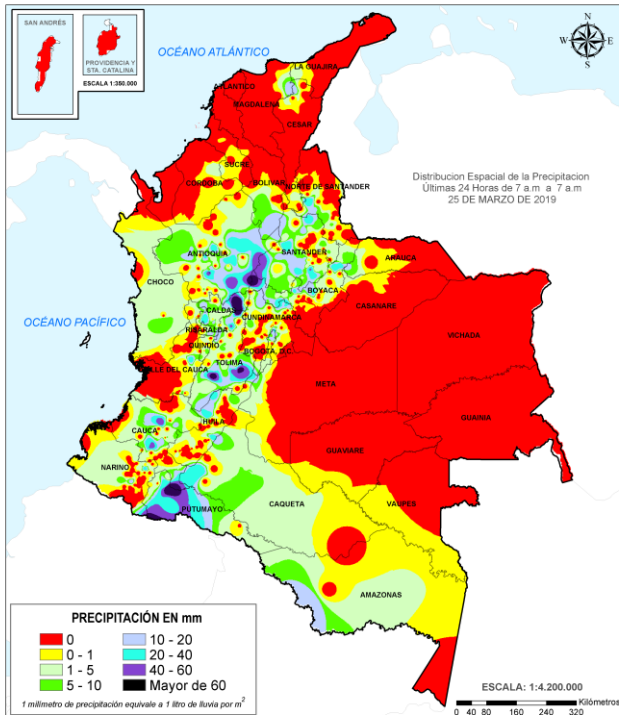 SAN ANDRÉS
PROVIDENCIA Y
STA. CATALINA
ESCALA 1:350.000
OCÉANO ATLÁNTICO
N
W E
S
LA GUAJIRA
ATLANTICO
MAGDALENA
CESAR
SUCRE
CORDOBA
BOLIVAR
NORTE DE SANTANDER
Distribucion Espacial de la Precipitacion
Últimas 24 Horas de 7 a.m a 7 a.m
25 DE MARZO DE 2019
ANTIOQUIA
SANTANDER
ARAUCA
CHOCO
BOYACA
CASANARE
OCÉANO PACÍFICO
CALDAS
CUNDINAMARCA
VICHADA
RISARALDA
QUINDIO
BOGOTA, D.C.
TOLIMA
VALLE DEL CAUCA
META
GUAINIA
CAUCA
HUILA
GUAVIARE
NARIÑO
CAQUETA
VAUPES
PUTUMAYO
AMAZONAS
PRECIPITACIÓN EN mm
0 10 - 20
0 - 1 20 - 40
1 - 5 40 - 60
5 - 10 Mayor de 60
1 milimetro de precipitación equivale a 1 litro de lluvia por m2
ESCALA: 1:4.200.000
Kilómetros
0 40 80 160 240 320